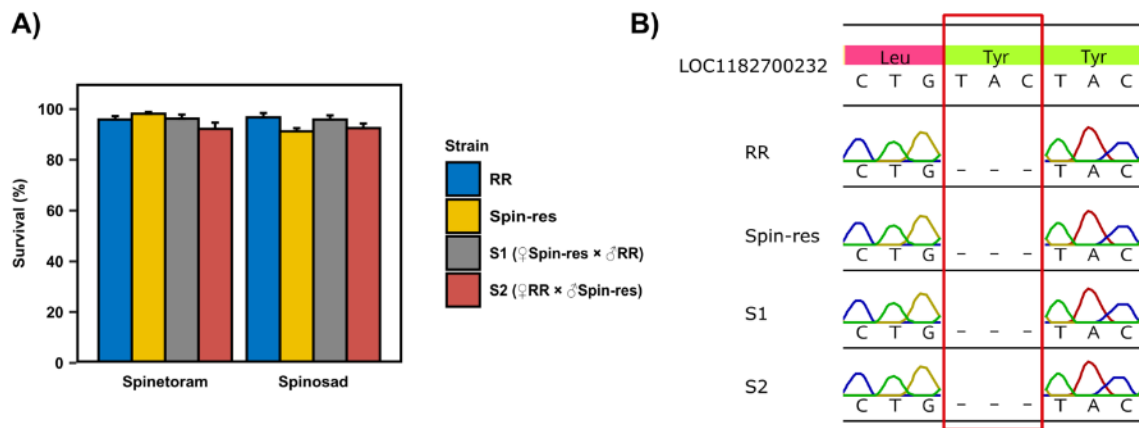 A)
Survival (%)
100
80
60
40
20
0
Spinetoram
Spinosad
Strain
RR
Spin-res
S1 (♀Spin-res × ♂RR)
S2 (♀RR × ♂Spin-res)
B)
LOC1182700232
Leu Tyr Tyr
C T G T A C T A C
RR
C T G - - - T A C
Spin-res
C T G - - - T A C
S1
C T G - - - T A C
S2
C T G - - - T A C